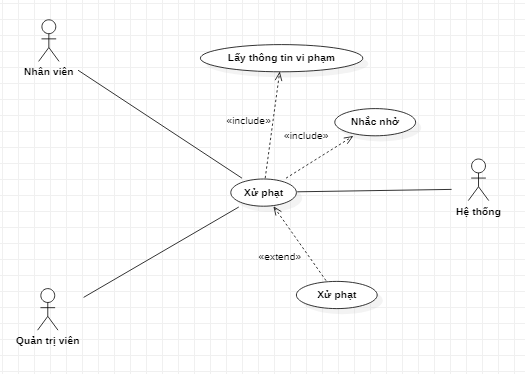 Nhân viên
Lấy thông tin vi phạm
«include»
Nhắc nhở
«include»
Xử phạt
Hệ thống
«extend»
Xử phạt
Quản trị viên